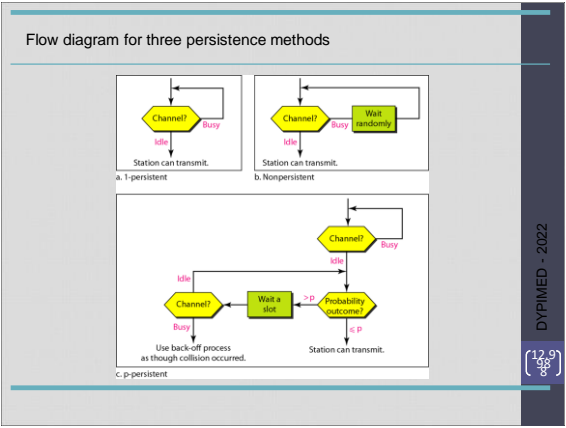 Flow diagram for three persistence methods
Channel?
Busy
Idle
Station can transmit.
a. 1-persistent
Channel?
Busy
Wait
randomly
Idle
Station can transmit.
b. Nonpersistent
Channel?
Busy
Idle
Idle
Channel?
Wait a
slot
>p
Probability
outcome?
Busy
≤ p
Use back-off process
as though collision occurred.
Station can transmit.
c. p-persistent
DYPIMED - 2022